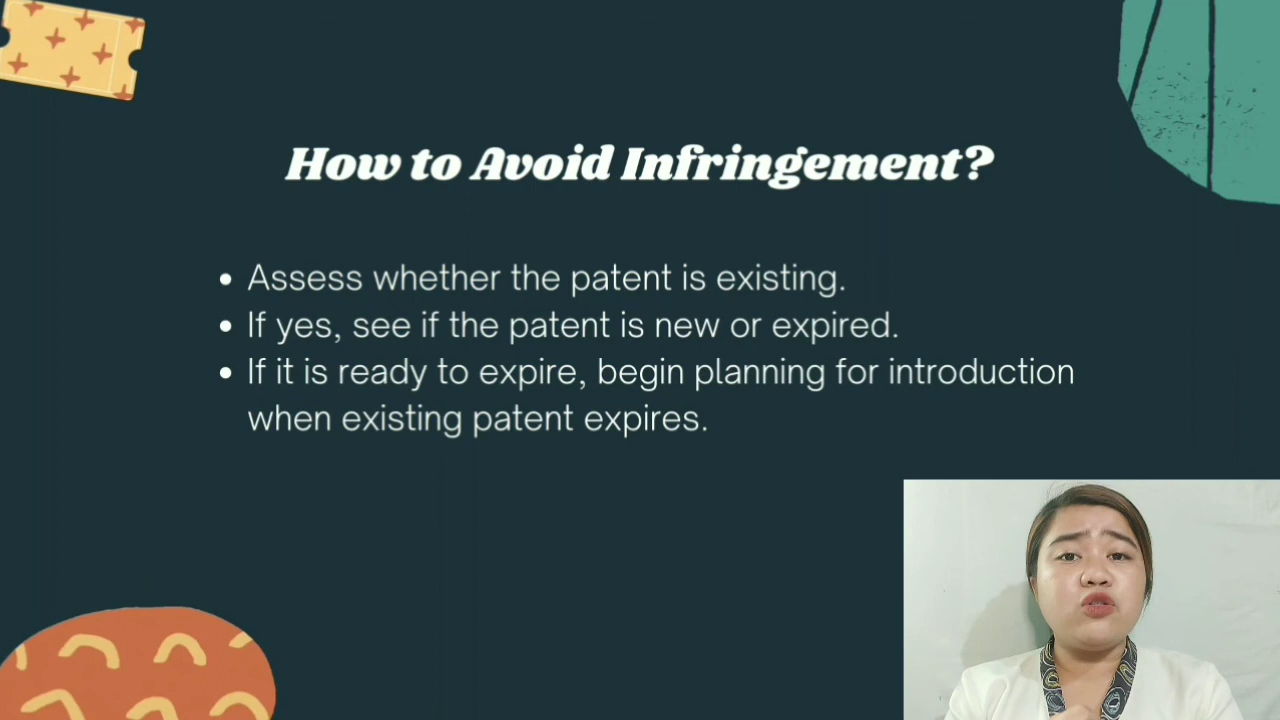 How to Avoid Infringement?
• Assess whether the patent is existing.
• If yes, see if the patent is new or expired.
• If it is ready to expire, begin planning for introduction
when existing patent expires.